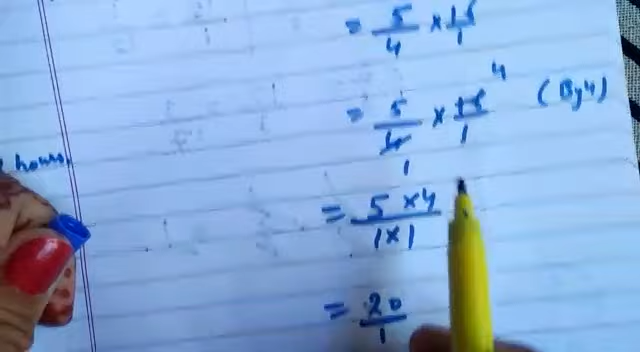 = 5/4 × 16/1
= 5/4 × 16/1 4 (By 4)
1
hours,
= 5 × 4 / 1 × 1
= 20/1